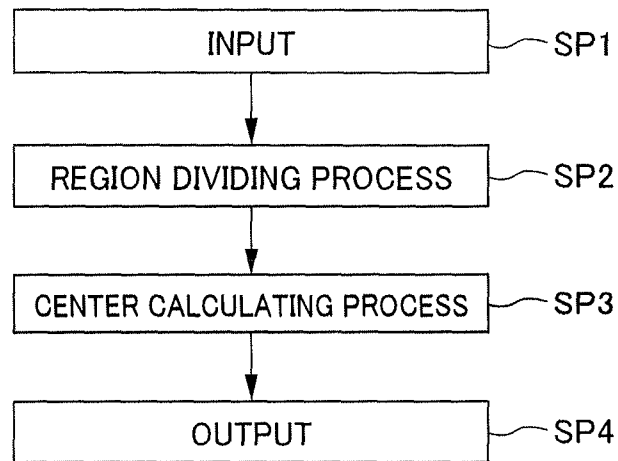 INPUT SP1
REGION DIVIDING PROCESS SP2
CENTER CALCULATING PROCESS SP3
OUTPUT SP4